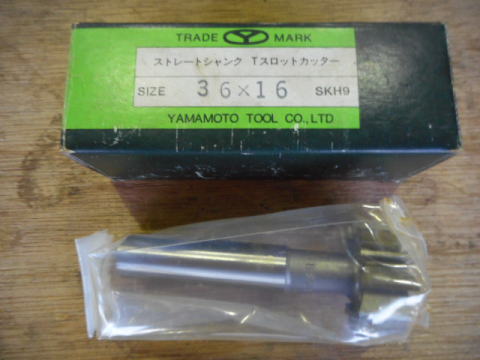 TRADE MARK
ストレートシャンク Tスロットカッター
SIZE 36×16 SKH9
YAMAMOTO TOOL CO.,LTD